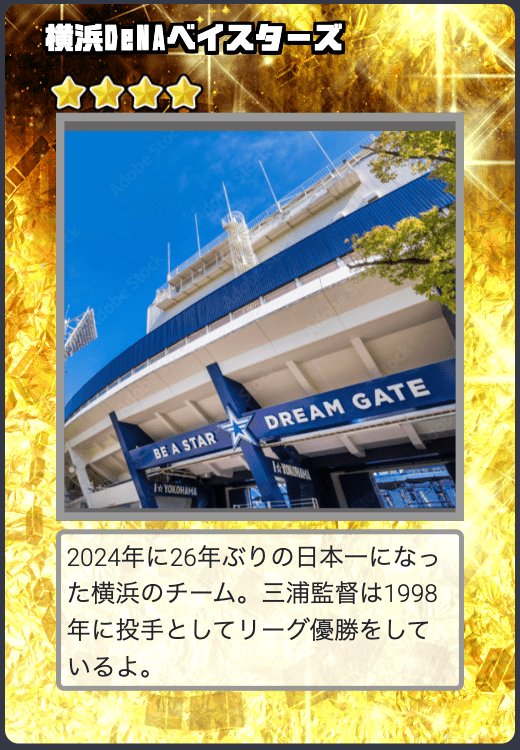 横浜DeNAベイスターズ
Adobe Stock
BE A STAR
DREAM GATE
I☆YOKOHAMA
I☆YOKOHAMA
2024年に26年ぶりの日本一になっ
た横浜のチーム。三浦監督は1998
年に投手としてリーグ優勝をして
いるよ。